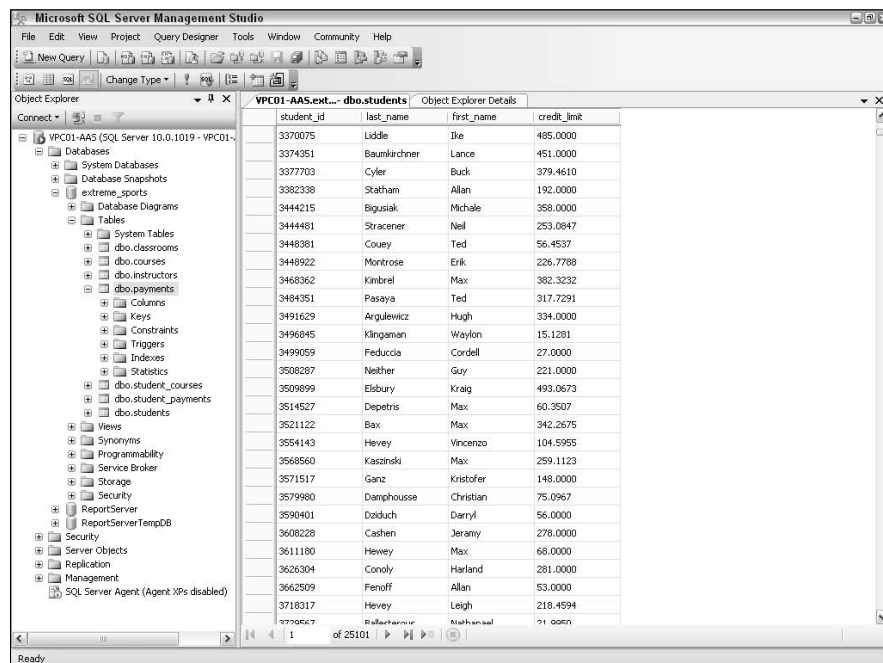 Microsoft SQL Server Management Studio
File Edit View Project Query Designer Tools Window Community Help
New Query
Change Type
Object Explorer
Connect
VPC01-AAS (SQL Server 10.0.1019 - VPC01-
Databases
System Databases
Database Snapshots
extreme_sports
Database Diagrams
Tables
System Tables
dbo.classrooms
dbo.courses
dbo.instructors
dbo.payments
Columns
Keys
Constraints
Triggers
Indexes
Statistics
dbo.student_courses
dbo.student_payments
dbo.students
Views
Synonyms
Programmability
Service Broker
Storage
Security
ReportServer
ReportServerTempDB
Security
Server Objects
Replication
Management
SQL Server Agent (Agent XPs disabled)
VPC01-AAS.ext...- dbo.students Object Explorer Details
student_id last_name first_name credit_limit
3370075 Liddle Ike 485.0000
3374351 Baumkirchner Lance 451.0000
3377703 Cyler Buck 379.4610
3382338 Statham Allan 192.0000
3444215 Bigusiak Michale 358.0000
3444481 Stracener Neil 253.0847
3448381 Couey Ted 56.4537
3448922 Montrose Erik 226.7788
3468362 Kimbrel Max 382.3232
3484351 Pasaya Ted 317.7291
3491629 Argulewicz Hugh 334.0000
3496845 Klingaman Waylon 15.1281
3499059 Feduccia Cordell 27.0000
3508287 Neither Guy 221.0000
3509899 Elsbury Kraig 493.0673
3514527 Depetris Max 60.3507
3521122 Bax Max 342.2675
3554143 Hevey Vincenzo 104.5955
3568560 Kaszinski Max 259.1123
3571517 Ganz Kristofer 148.0000
3579980 Damphousse Christian 75.0967
3590401 Dziduch Darryl 56.0000
3608228 Cashen Jeramy 278.0000
3611180 Hewey Max 68.0000
3626304 Conoly Harland 281.0000
3662509 Fenoff Allan 53.0000
3718317 Hevey Leigh 218.4594
3729567 Ballesterous Nathanael 21.9950
1 of 25101
Ready